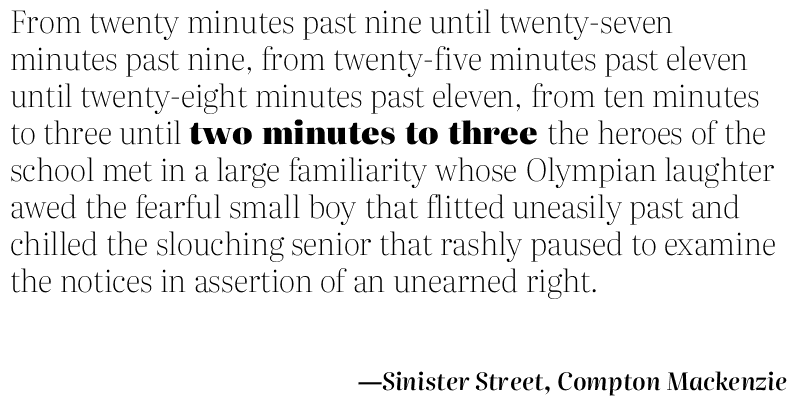 From twenty minutes past nine until twenty-seven
minutes past nine, from twenty-five minutes past eleven
until twenty-eight minutes past eleven, from ten minutes
to three until two minutes to three the heroes of the
school met in a large familiarity whose Olympian laughter
awed the fearful small boy that flitted uneasily past and
chilled the slouching senior that rashly paused to examine
the notices in assertion of an unearned right.
—Sinister Street, Compton Mackenzie